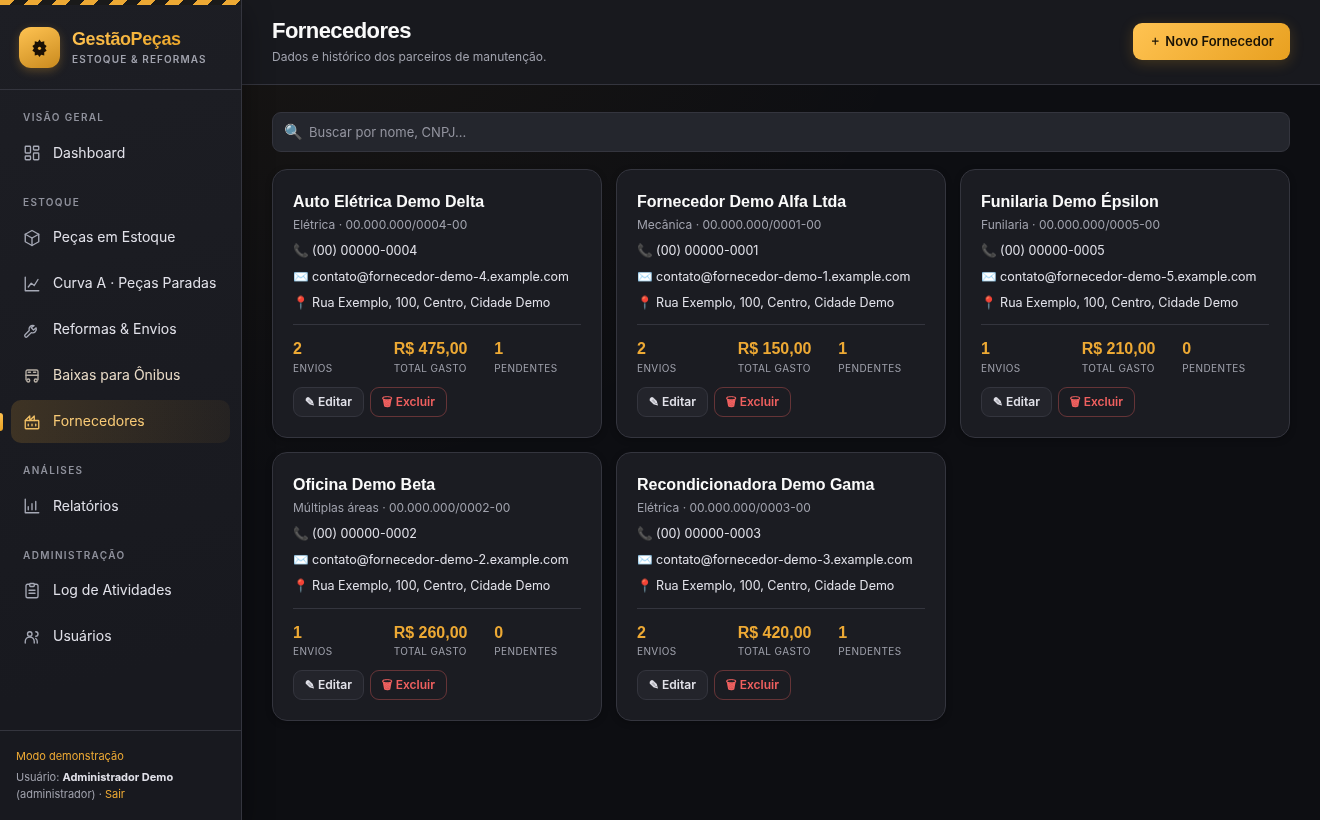 GestãoPeças
ESTOQUE & REFORMAS
VISÃO GERAL
Dashboard
ESTOQUE
Peças em Estoque
Curva A · Peças Paradas
Reformas & Envios
Baixas para Ônibus
Fornecedores
ANÁLISES
Relatórios
ADMINISTRAÇÃO
Log de Atividades
Usuários
Modo demonstração
Usuário: Administrador Demo
(administrador) · Sair
Fornecedores
Dados e histórico dos parceiros de manutenção.
+ Novo Fornecedor
🔍 Buscar por nome, CNPJ...
Auto Elétrica Demo Delta
Elétrica · 00.000.000/0004-00
📞 (00) 00000-0004
✉️ contato@fornecedor-demo-4.example.com
📍 Rua Exemplo, 100, Centro, Cidade Demo
2 R$ 475,00 1
ENVIOS TOTAL GASTO PENDENTES
✎ Editar 🗑 Excluir
Fornecedor Demo Alfa Ltda
Mecânica · 00.000.000/0001-00
📞 (00) 00000-0001
✉️ contato@fornecedor-demo-1.example.com
📍 Rua Exemplo, 100, Centro, Cidade Demo
2 R$ 150,00 1
ENVIOS TOTAL GASTO PENDENTES
✎ Editar 🗑 Excluir
Funilaria Demo Épsilon
Funilaria · 00.000.000/0005-00
📞 (00) 00000-0005
✉️ contato@fornecedor-demo-5.example.com
📍 Rua Exemplo, 100, Centro, Cidade Demo
1 R$ 210,00 0
ENVIOS TOTAL GASTO PENDENTES
✎ Editar 🗑 Excluir
Oficina Demo Beta
Múltiplas áreas · 00.000.000/0002-00
📞 (00) 00000-0002
✉️ contato@fornecedor-demo-2.example.com
📍 Rua Exemplo, 100, Centro, Cidade Demo
1 R$ 260,00 0
ENVIOS TOTAL GASTO PENDENTES
✎ Editar 🗑 Excluir
Recondicionadora Demo Gama
Elétrica · 00.000.000/0003-00
📞 (00) 00000-0003
✉️ contato@fornecedor-demo-3.example.com
📍 Rua Exemplo, 100, Centro, Cidade Demo
2 R$ 420,00 1
ENVIOS TOTAL GASTO PENDENTES
✎ Editar 🗑 Excluir